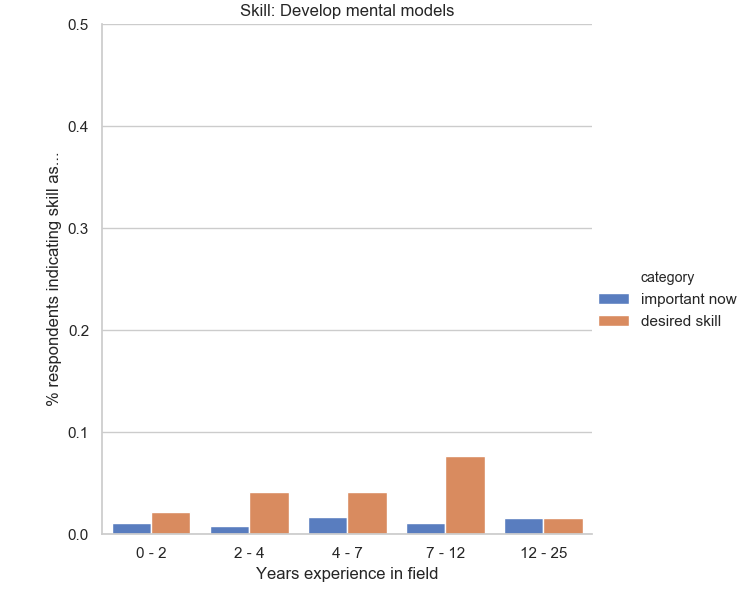 Skill: Develop mental models
% respondents indicating skill as...
0.5
0.4
0.3
0.2
0.1
0.0
0 - 2
2 - 4
4 - 7
7 - 12
12 - 25
Years experience in field
category
important now
desired skill